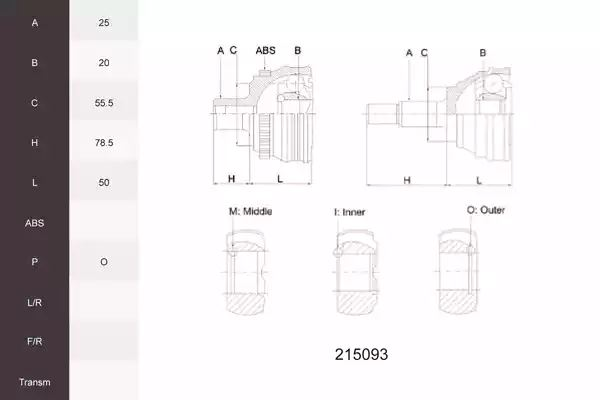 A 25
B 20
C 55.5
H 78.5
L 50
ABS
P O
L/R
F/R
Transm
A C ABS B
H L
A C B
H L
M: Middle
I: Inner
O: Outer
215093